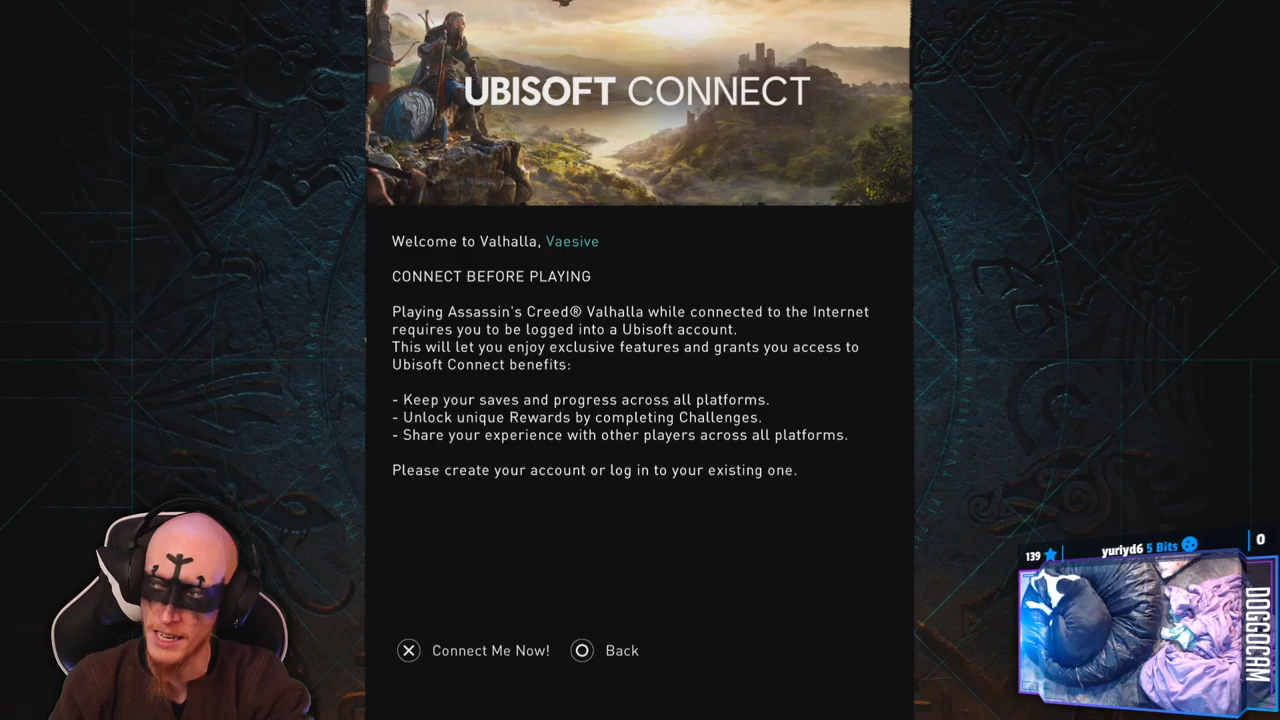 UBISOFT CONNECT
Welcome to Valhalla, Vaesive
CONNECT BEFORE PLAYING
Playing Assassin's Creed® Valhalla while connected to the Internet
requires you to be logged into a Ubisoft account.
This will let you enjoy exclusive features and grants you access to
Ubisoft Connect benefits:
- Keep your saves and progress across all platforms.
- Unlock unique Rewards by completing Challenges.
- Share your experience with other players across all platforms.
Please create your account or log in to your existing one.
Connect Me Now! Back
139 yuriyd6 5 Bits 0
DOGGOCAM